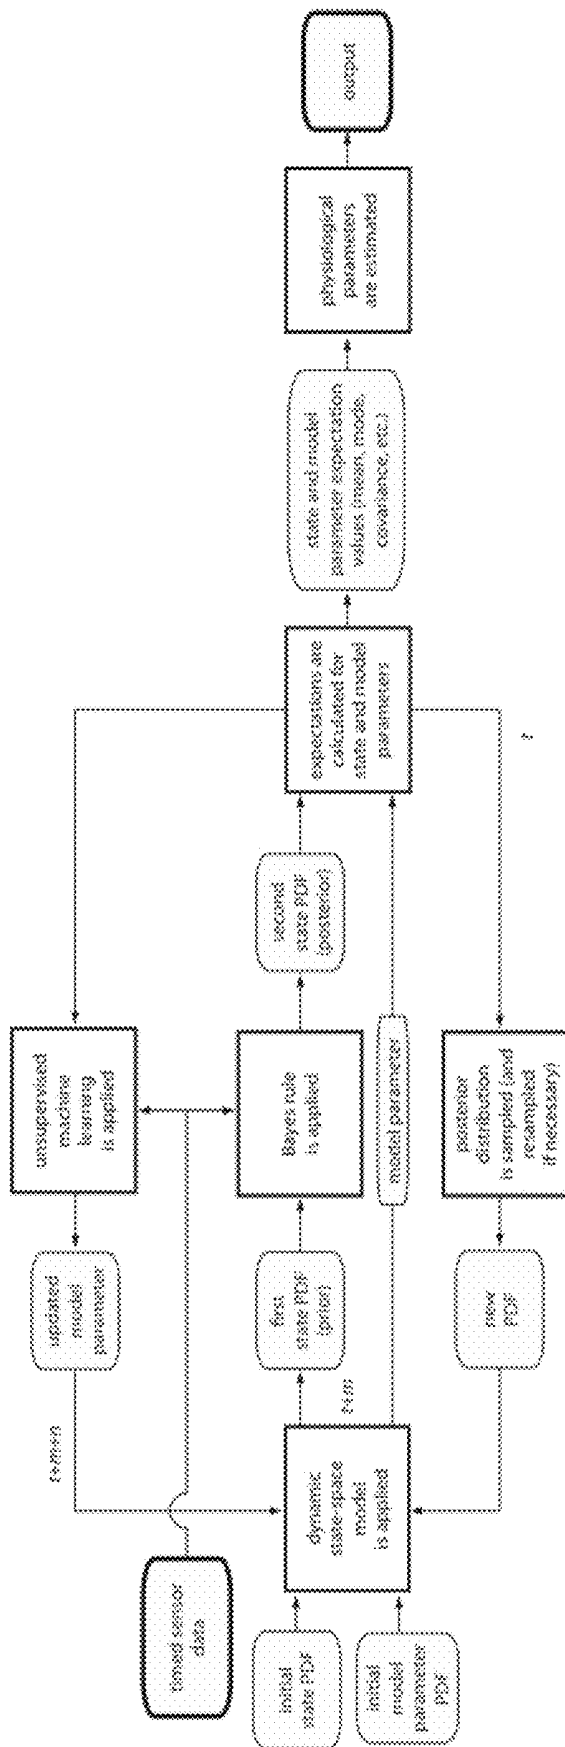 timed sensor
data
initial
state PDF
initial
model
parameter
PDF
dynamic
state-space
model
is applied
t+m+n
updated
model
parameter
unsupervised
machine
learning
is applied
t+m
first
state PDF
(prior)
Bayes rule
is applied
second
state PDF
(posterior)
model parameter
new
PDF
posterior
distribution
is sampled (and
resampled
if necessary)
t
expectations are
calculated for
state and model
parameters
state and model
parameter expectation
values (mean, mode,
covariance, etc.)
physiological
parameters
are estimated
output